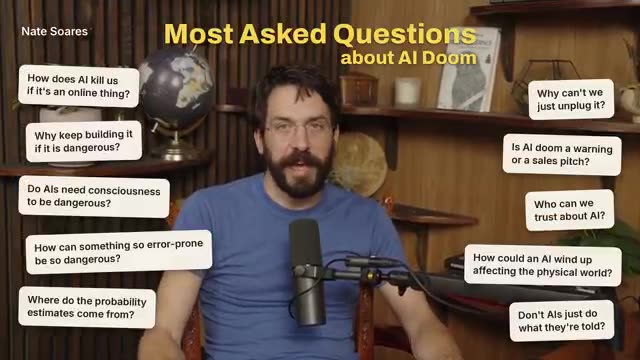 Nate Soares
Most Asked Questions
about AI Doom
How does AI kill us
if it's an online thing?
Why keep building it
if it is dangerous?
Do AIs need consciousness
to be dangerous?
How can something so error-prone
be so dangerous?
Where do the probability
estimates come from?
Why can't we
just unplug it?
Is AI doom a warning
or a sales pitch?
Who can we
trust about AI?
How could an AI wind up
affecting the physical world?
Don't AIs just do
what they're told?